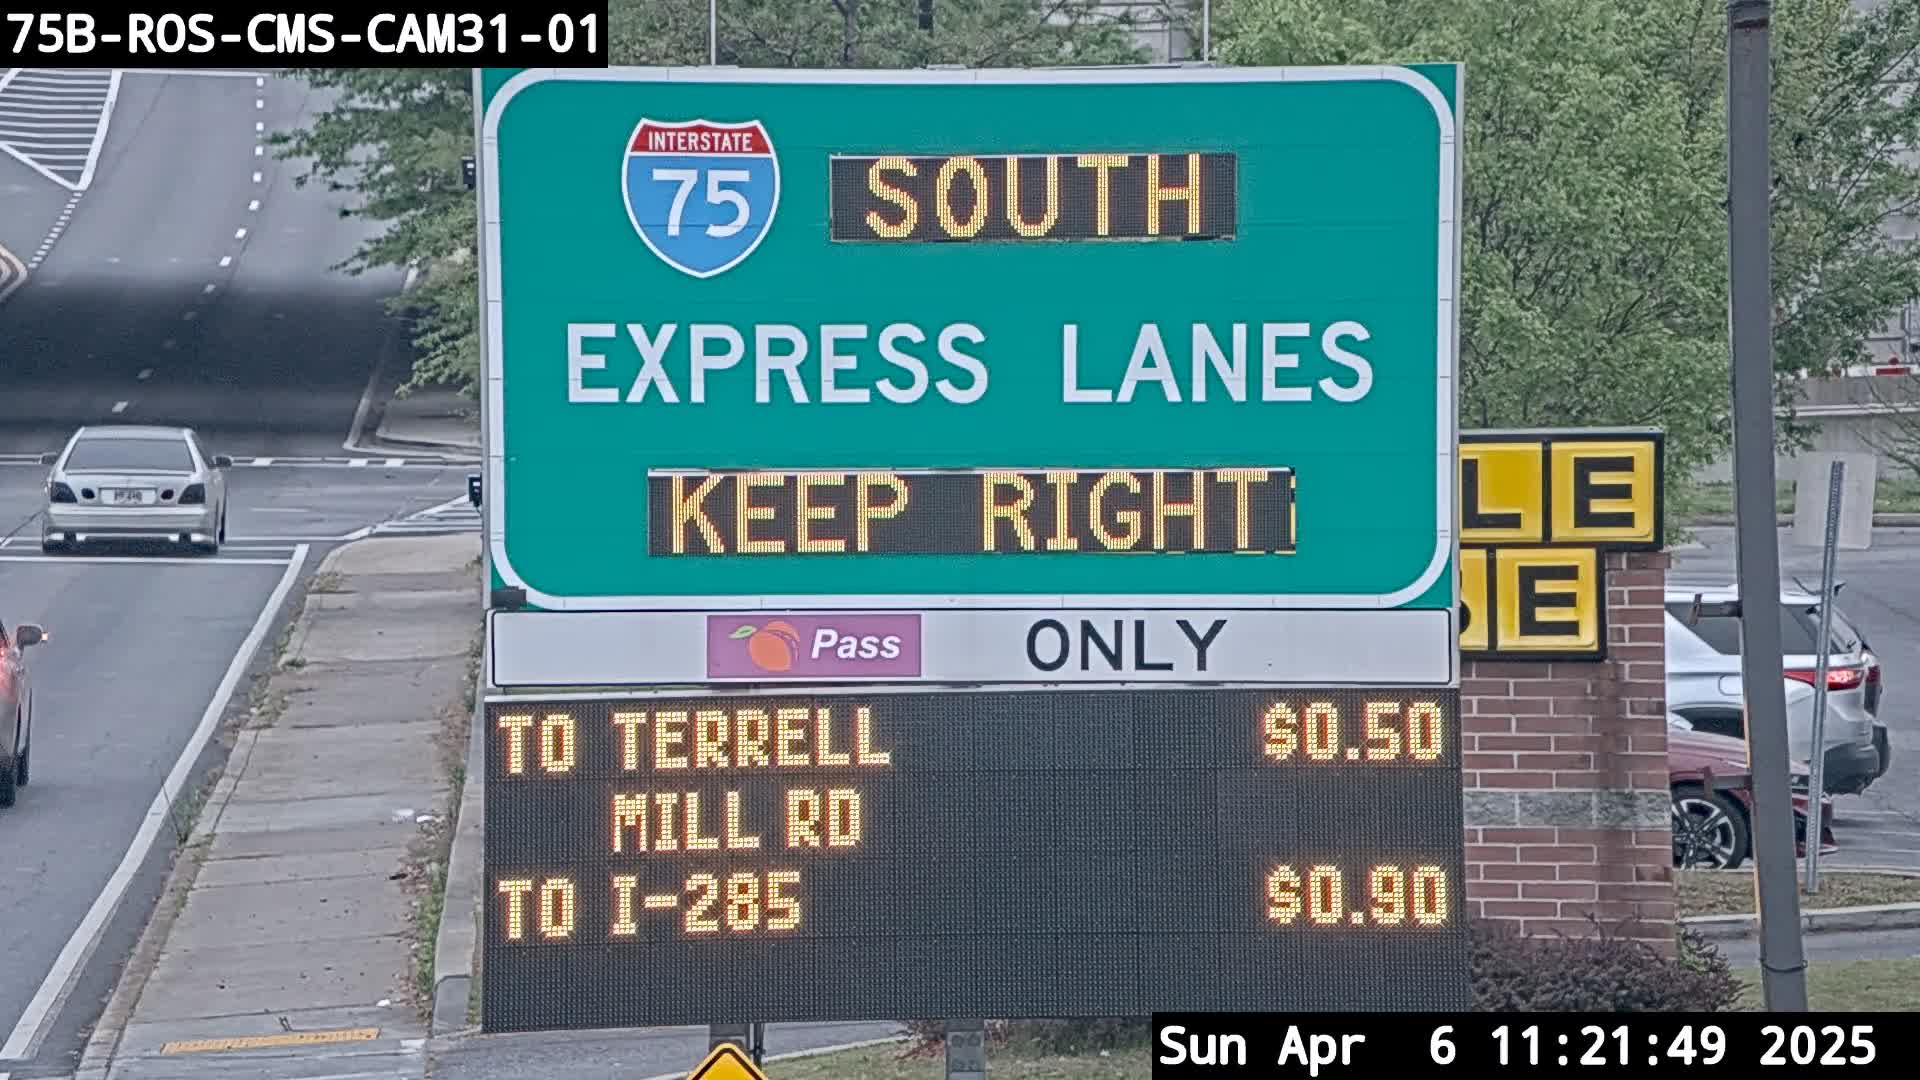 75B-ROS-CMS-CAM31-01
INTERSTATE
75
SOUTH
EXPRESS LANES
KEEP RIGHT
Pass ONLY
TO TERRELL $0.50
MILL RD
TO I-285 $0.90
LE
E
Sun Apr 6 11:21:49 2025